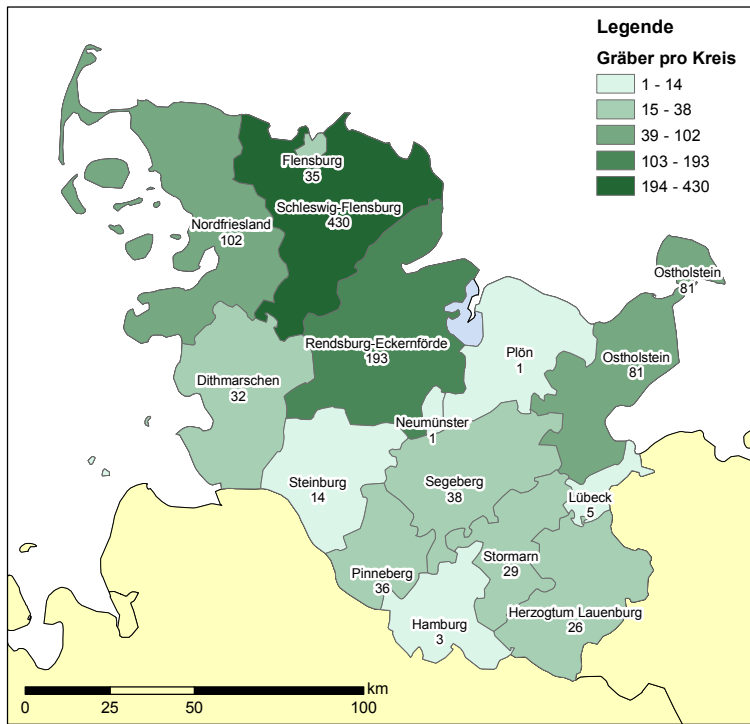 Legende
Gräber pro Kreis
1 - 14
15 - 38
39 - 102
103 - 193
194 - 430
Flensburg
35
Schleswig-Flensburg
430
Nordfriesland
102
Ostholstein
81
Rendsburg-Eckernförde
193
Plön
1
Ostholstein
81
Dithmarschen
32
Neumünster
1
Steinburg
14
Segeberg
38
Lübeck
5
Stormarn
29
Pinneberg
36
Herzogtum Lauenburg
26
Hamburg
3
km
0 25 50 100